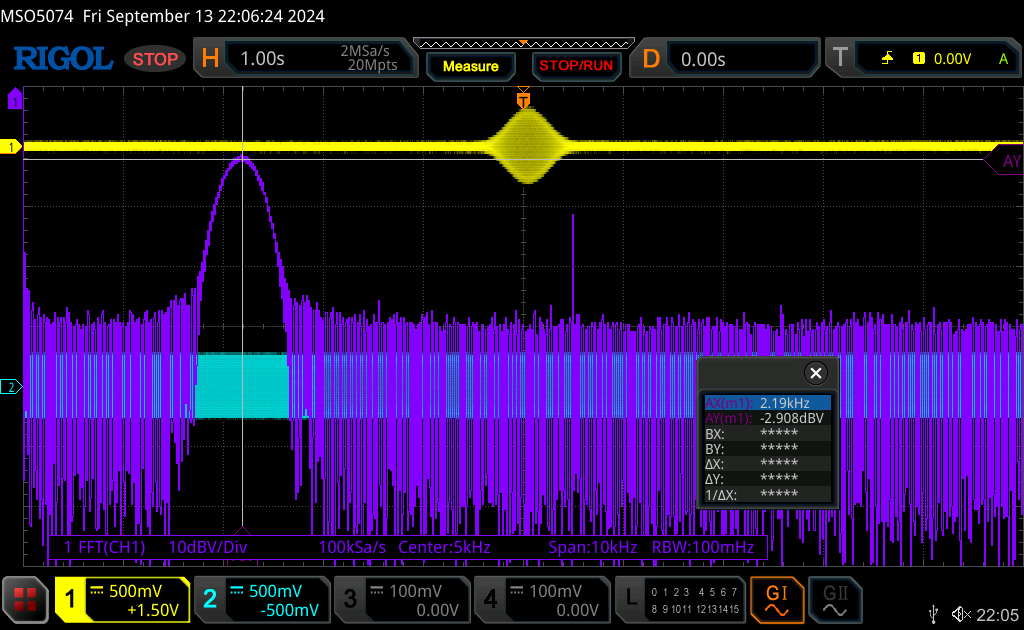 MSO5074 Fri September 13 22:06:24 2024
RIGOL STOP H 1.00s 2MSa/s 20Mpts Measure STOP/RUN D 0.00s T 1 0.00V A
T
1
1
AY
2
AX(m1): 2.19kHz
AY(m1): -2.908dBV
BX: *****
BY: *****
ΔX: *****
ΔY: *****
1/ΔX: *****
1 FFT(CH1) 10dBV/Div 100kSa/s Center:5kHz Span:10kHz RBW:100mHz
1 500mV +1.50V
2 500mV -500mV
3 100mV 0.00V
4 100mV 0.00V
L 0 1 2 3 4 5 6 7
8 9 10 11 12 13 14 15
GI
GII
22:05